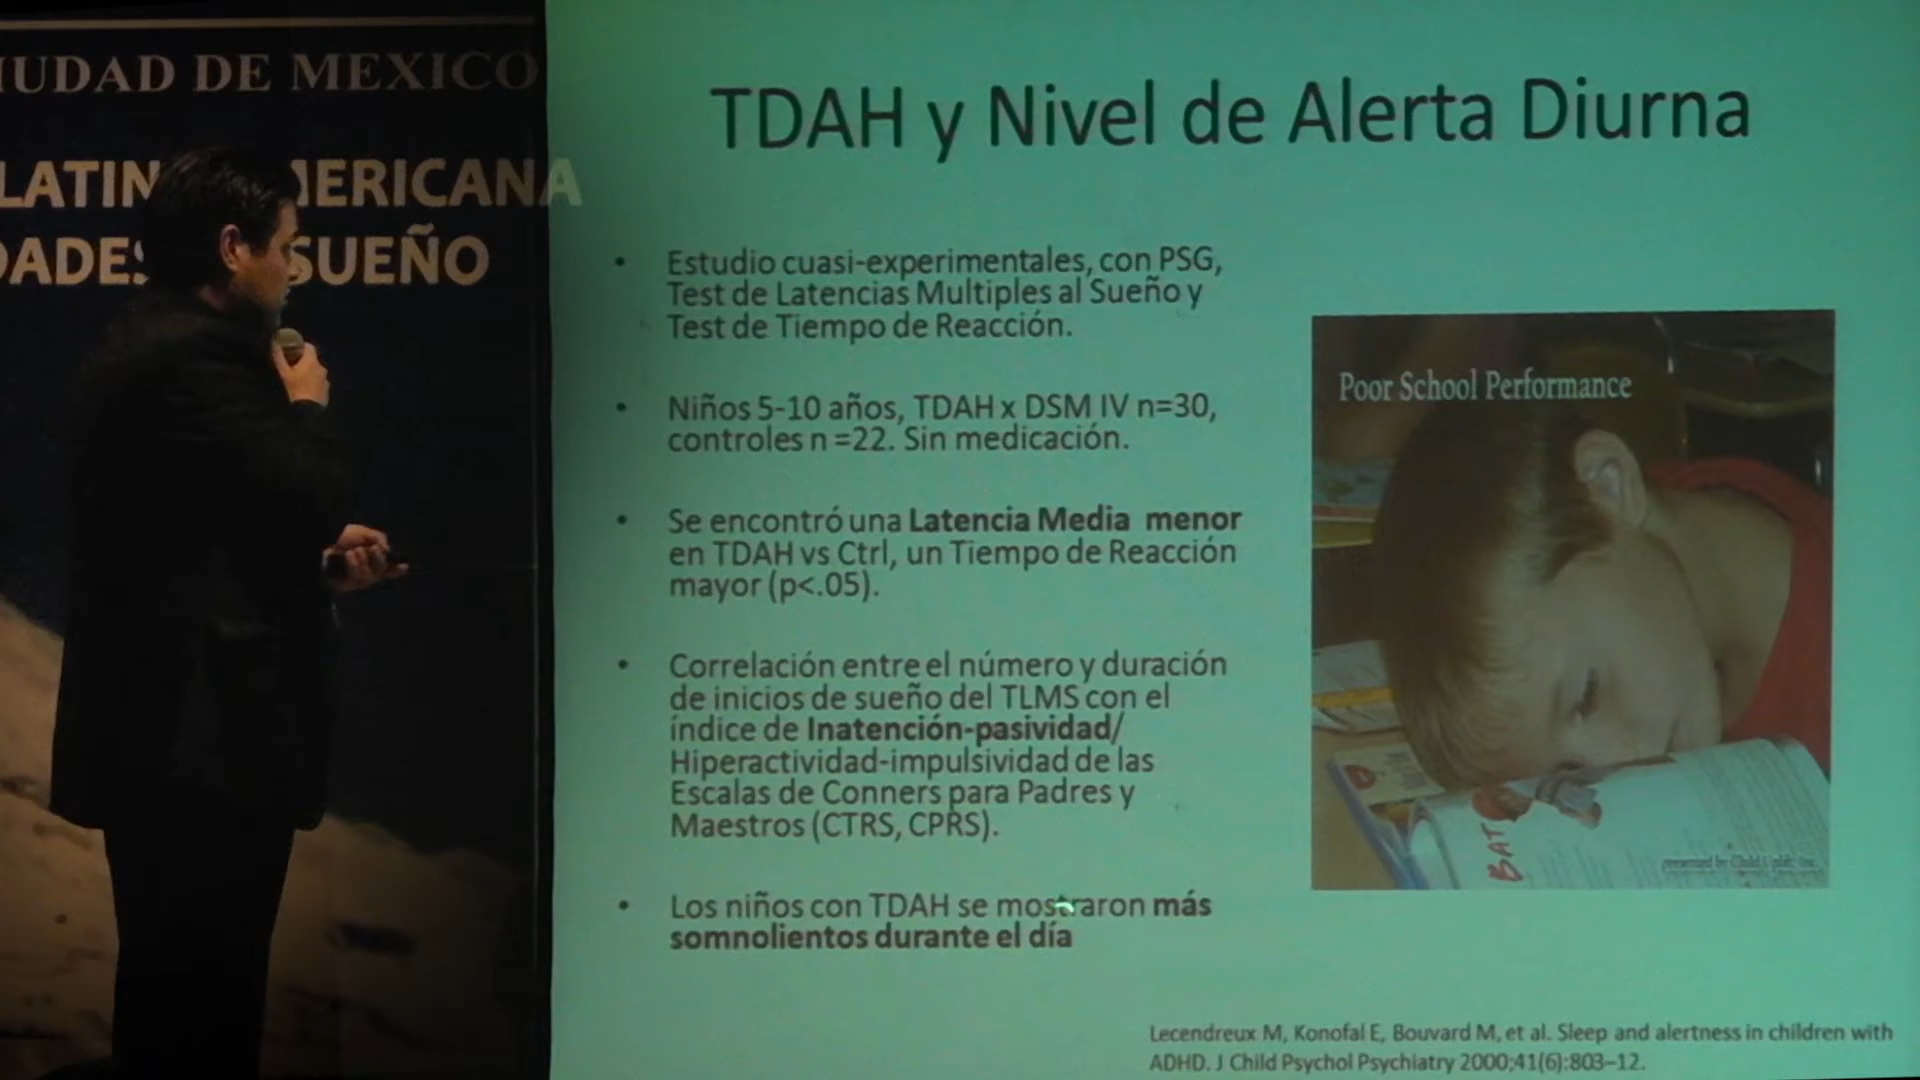 IUDAD DE MEXICO
LATIN MERICANA
DADES SUEÑO
TDAH y Nivel de Alerta Diurna
• Estudio cuasi-experimentales, con PSG,
Test de Latencias Multiples al Sueño y
Test de Tiempo de Reacción.
• Niños 5-10 años, TDAH x DSM IV n=30,
controles n =22. Sin medicación.
• Se encontró una Latencia Media menor
en TDAH vs Ctrl, un Tiempo de Reacción
mayor (p<.05).
• Correlación entre el número y duración
de inicios de sueño del TLMS con el
índice de Inatención-pasividad/
Hiperactividad-impulsividad de las
Escalas de Conners para Padres y
Maestros (CTRS, CPRS).
• Los niños con TDAH se mostraron más
somnolientos durante el día
Poor School Performance
BAT
presented by Child
Lecendreux M, Konofal E, Bouvard M, et al. Sleep and alertness in children with
ADHD. J Child Psychol Psychiatry 2000;41(6):803–12.